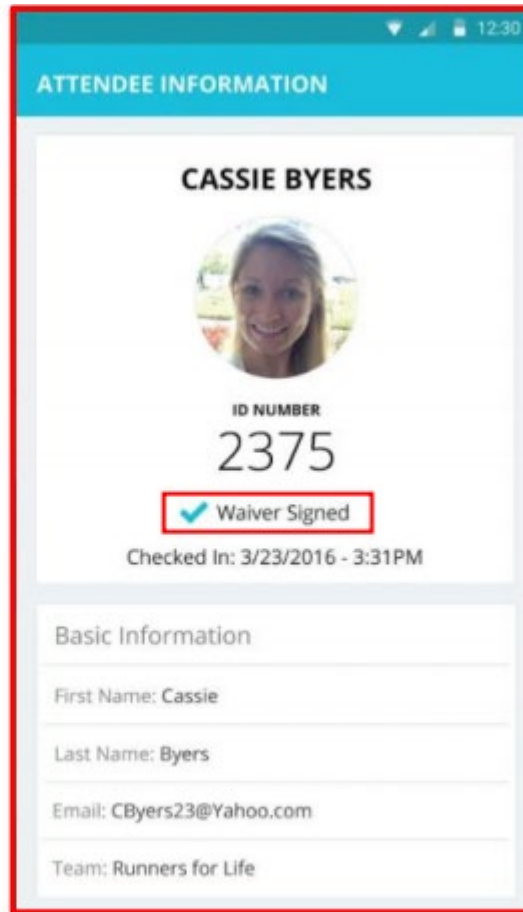 12:30
ATTENDEE INFORMATION
CASSIE BYERS
ID NUMBER
2375
Waiver Signed
Checked In: 3/23/2016 - 3:31PM
Basic Information
First Name: Cassie
Last Name: Byers
Email: CByers23@Yahoo.com
Team: Runners for Life